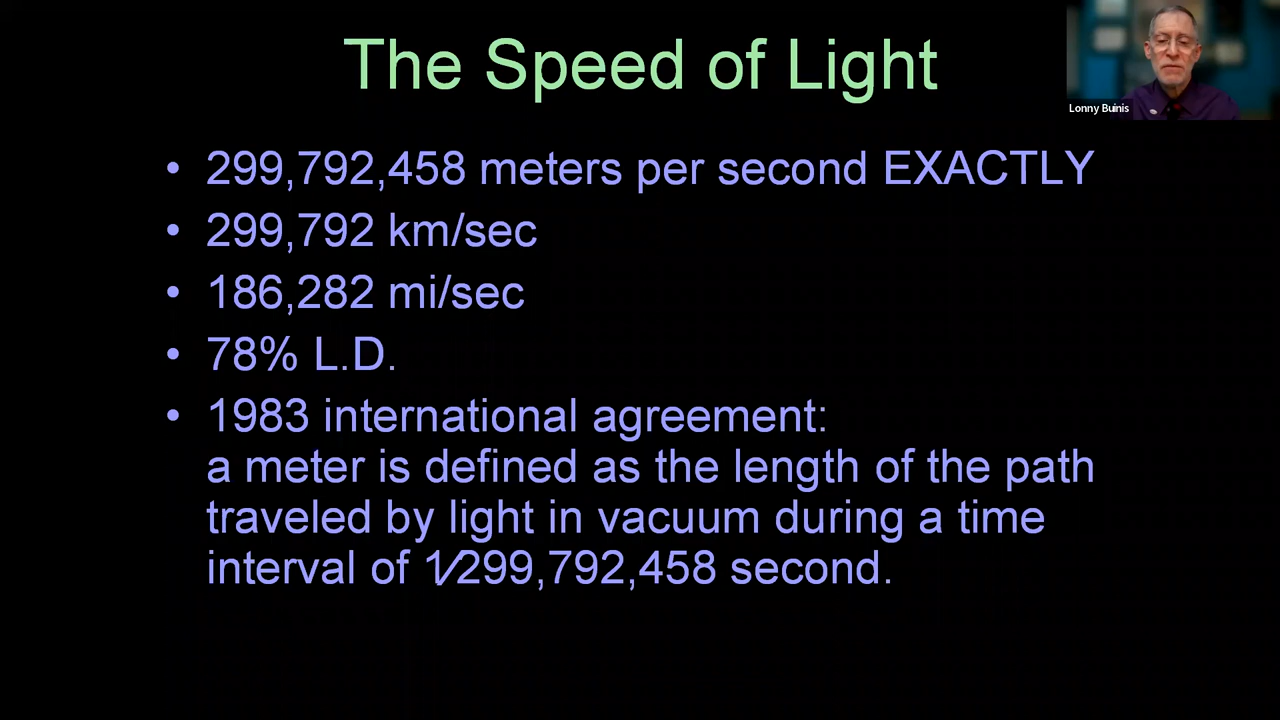 The Speed of Light
Lonny Buinis
• 299,792,458 meters per second EXACTLY
• 299,792 km/sec
• 186,282 mi/sec
• 78% L.D.
• 1983 international agreement:
a meter is defined as the length of the path
traveled by light in vacuum during a time
interval of 1⁄299,792,458 second.